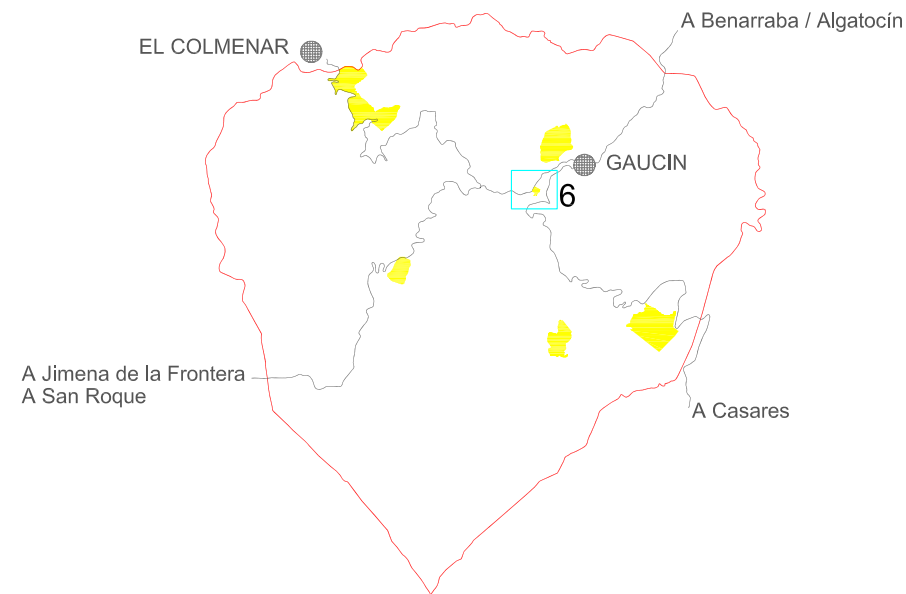 A Benarraba / Algatocín
EL COLMENAR
GAUCIN
6
A Jimena de la Frontera
A San Roque
A Casares